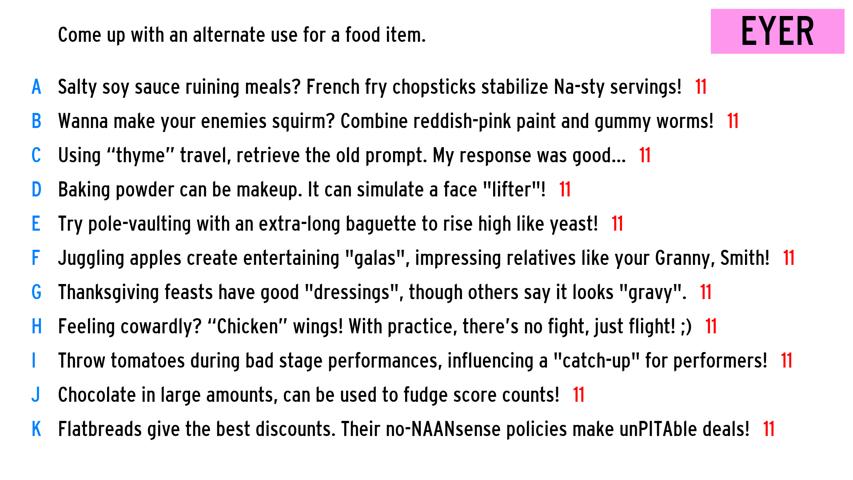 Come up with an alternate use for a food item.
EYER
A Salty soy sauce ruining meals? French fry chopsticks stabilize Na-sty servings! 11
B Wanna make your enemies squirm? Combine reddish-pink paint and gummy worms! 11
C Using “thyme” travel, retrieve the old prompt. My response was good... 11
D Baking powder can be makeup. It can simulate a face "lifter"! 11
E Try pole-vaulting with an extra-long baguette to rise high like yeast! 11
F Juggling apples create entertaining "galas", impressing relatives like your Granny, Smith! 11
G Thanksgiving feasts have good "dressings", though others say it looks "gravy". 11
H Feeling cowardly? “Chicken” wings! With practice, there’s no fight, just flight! ;) 11
I Throw tomatoes during bad stage performances, influencing a "catch-up" for performers! 11
J Chocolate in large amounts, can be used to fudge score counts! 11
K Flatbreads give the best discounts. Their no-NAANsense policies make unPITAble deals! 11